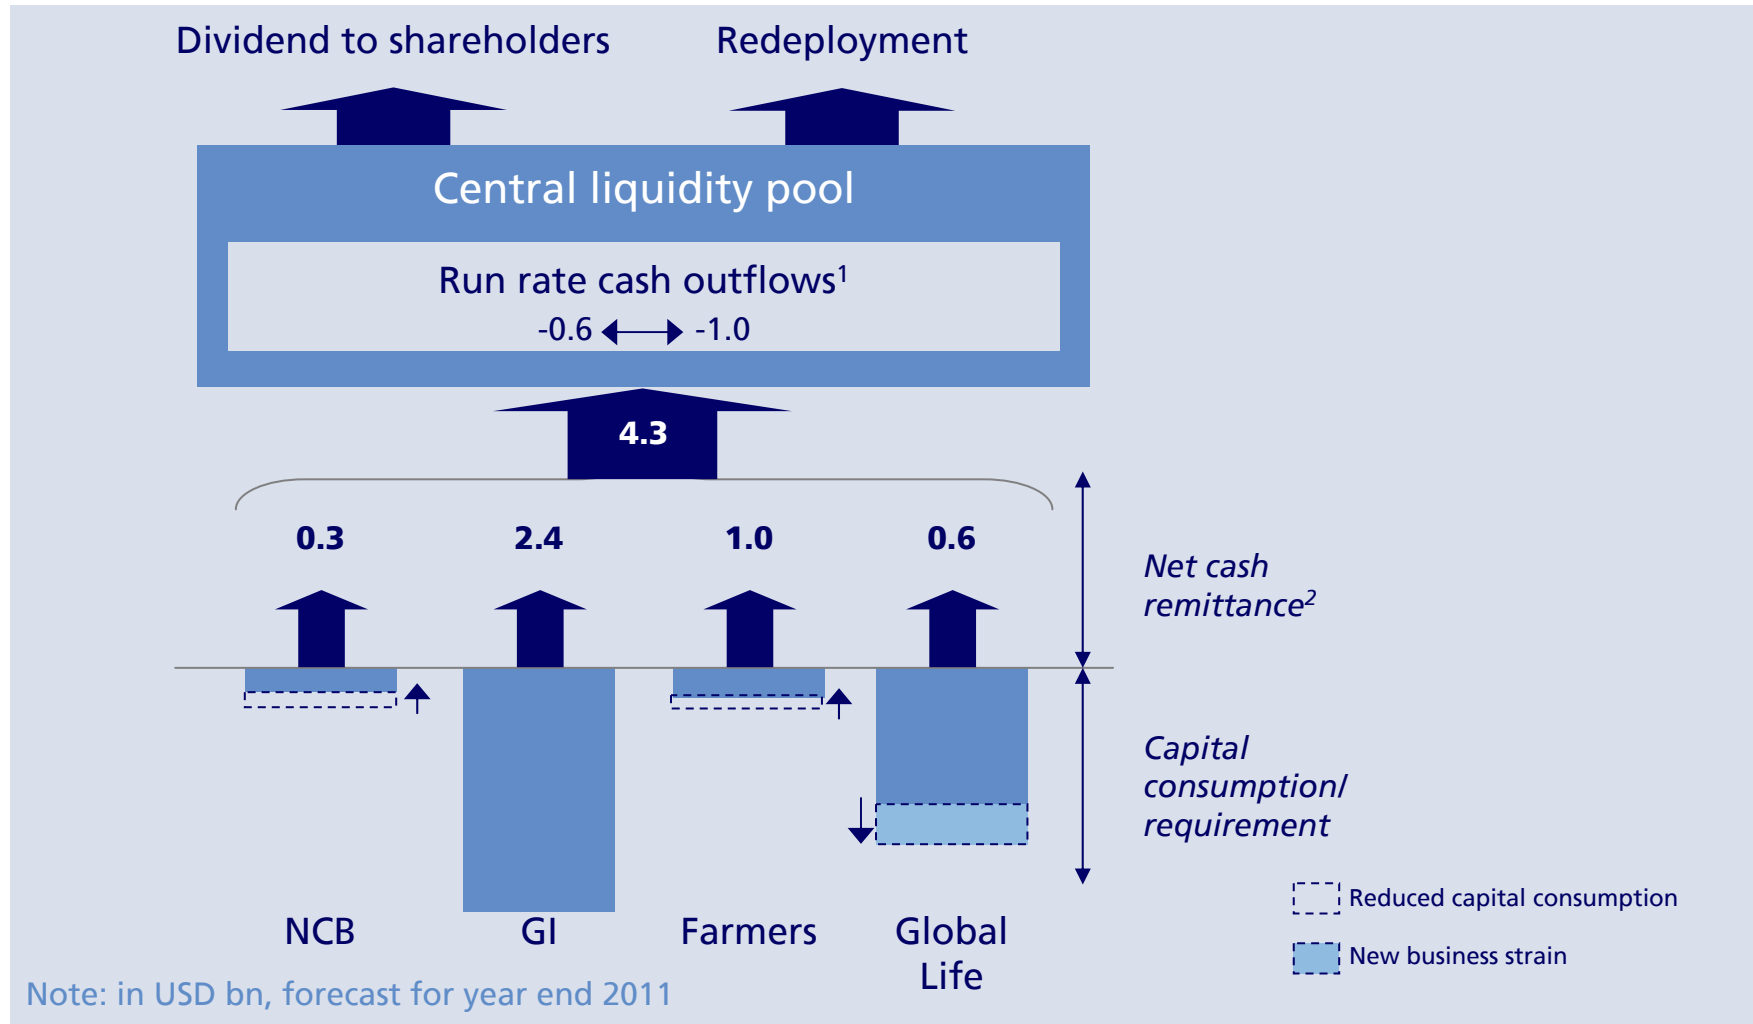 Dividend to shareholders
Redeployment
Central liquidity pool
Run rate cash outflows¹
-0.6 -1.0
4.3
0.3 2.4 1.0 0.6
Net cash
remittance²
Capital
consumption/
requirement
Reduced capital consumption
New business strain
NCB GI Farmers Global
Life
Note: in USD bn, forecast for year end 2011